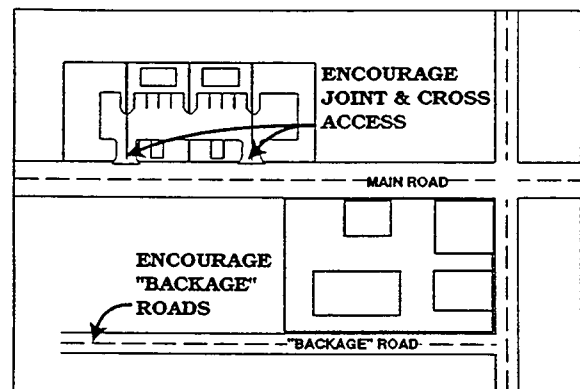 ENCOURAGE
JOINT & CROSS
ACCESS
MAIN ROAD
ENCOURAGE
"BACKAGE"
ROADS
"BACKAGE" ROAD